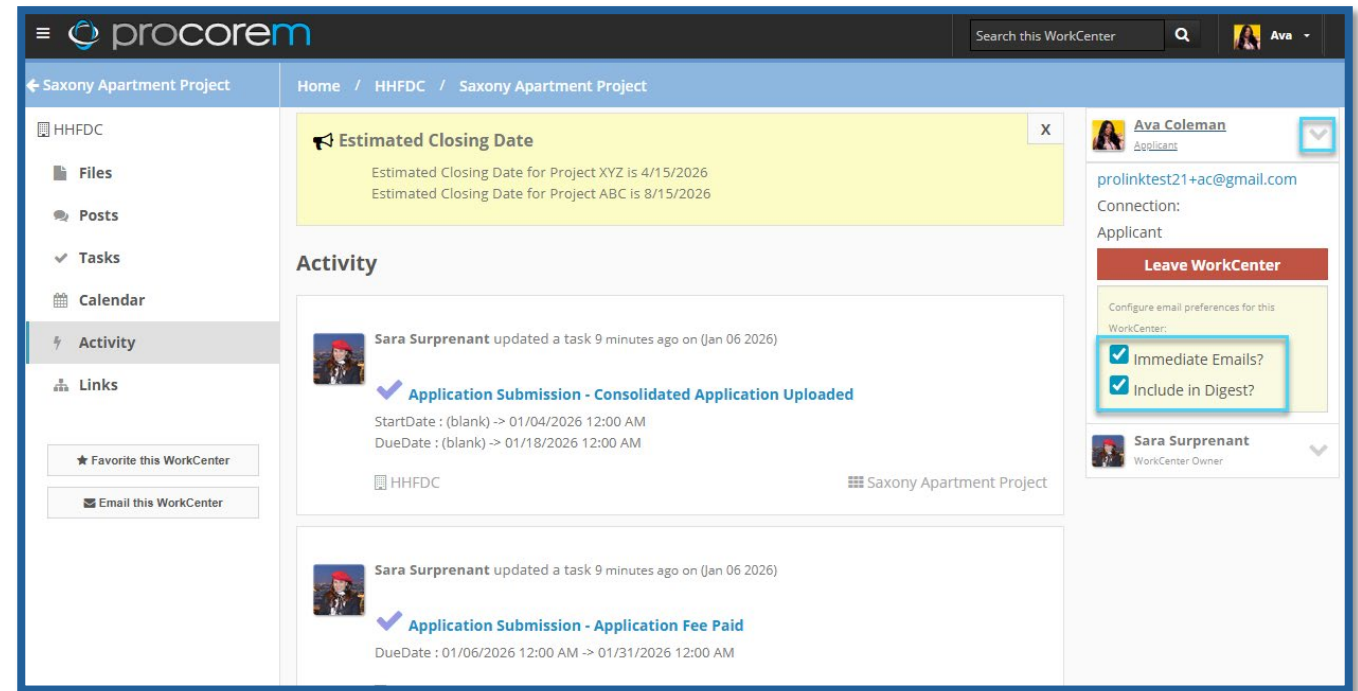 procorem
Search this WorkCenter
Ava
Saxony Apartment Project
Home / HHFDC / Saxony Apartment Project
HHFDC
Files
Posts
Tasks
Calendar
Activity
Links
Favorite this WorkCenter
Email this WorkCenter
Estimated Closing Date
X
Estimated Closing Date for Project XYZ is 4/15/2026
Estimated Closing Date for Project ABC is 8/15/2026
Activity
Sara Surprenant updated a task 9 minutes ago on (Jan 06 2026)
Application Submission - Consolidated Application Uploaded
StartDate : (blank) -> 01/04/2026 12:00 AM
DueDate : (blank) -> 01/18/2026 12:00 AM
HHFDC
Saxony Apartment Project
Sara Surprenant updated a task 9 minutes ago on (Jan 06 2026)
Application Submission - Application Fee Paid
DueDate : 01/06/2026 12:00 AM -> 01/31/2026 12:00 AM
Ava Coleman
Applicant
prolinktest21+ac@gmail.com
Connection:
Applicant
Leave WorkCenter
Configure email preferences for this
WorkCenter:
Immediate Emails?
Include in Digest?
Sara Surprenant
WorkCenter Owner